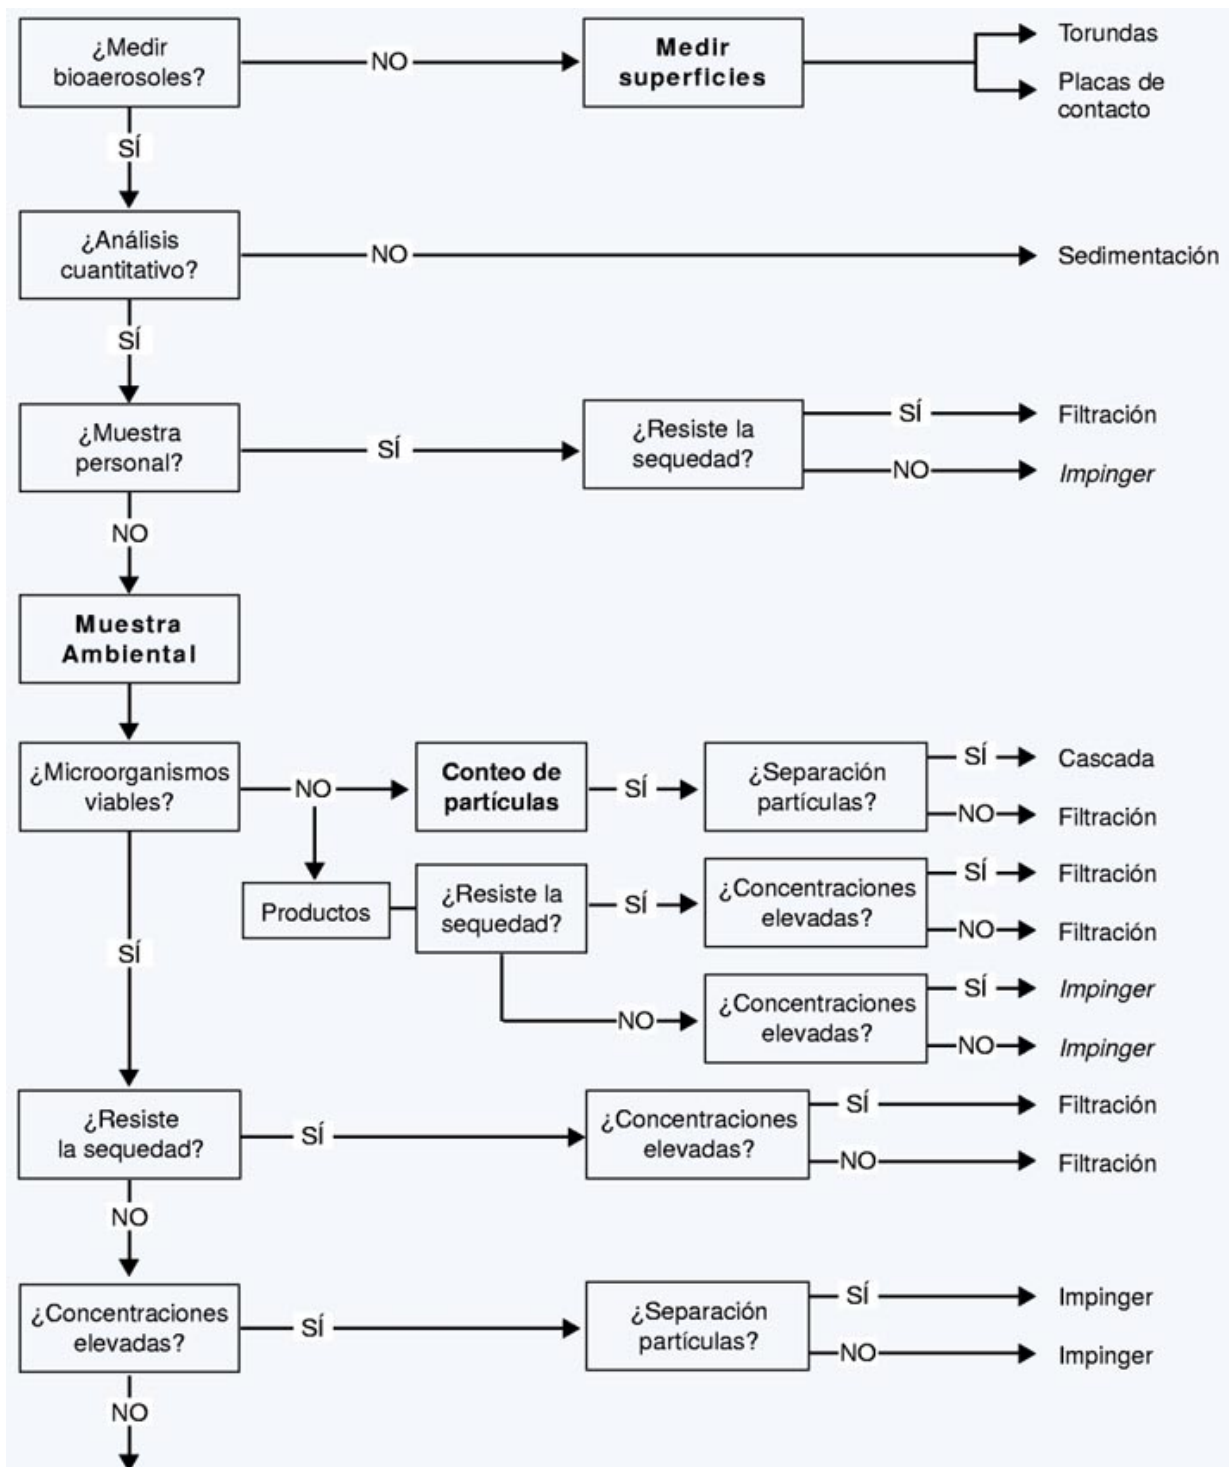 ¿Medir
bioaerosoles?
NO
Medir
superficies
Torundas
Placas de
contacto
SÍ
¿Análisis
cuantitativo?
NO
Sedimentación
SÍ
¿Muestra
personal?
SÍ
¿Resiste la
sequedad?
SÍ
Filtración
NO
Impinger
NO
Muestra
Ambiental
¿Microorganismos
viables?
NO
Conteo de
partículas
SÍ
¿Separación
partículas?
SÍ
Cascada
NO
Filtración
Productos
¿Resiste la
sequedad?
SÍ
¿Concentraciones
elevadas?
SÍ
Filtración
NO
Filtración
NO
¿Concentraciones
elevadas?
SÍ
Impinger
NO
Impinger
SÍ
¿Resiste
la sequedad?
SÍ
¿Concentraciones
elevadas?
SÍ
Filtración
NO
Filtración
NO
¿Concentraciones
elevadas?
SÍ
¿Separación
partículas?
SÍ
Impinger
NO
Impinger
NO